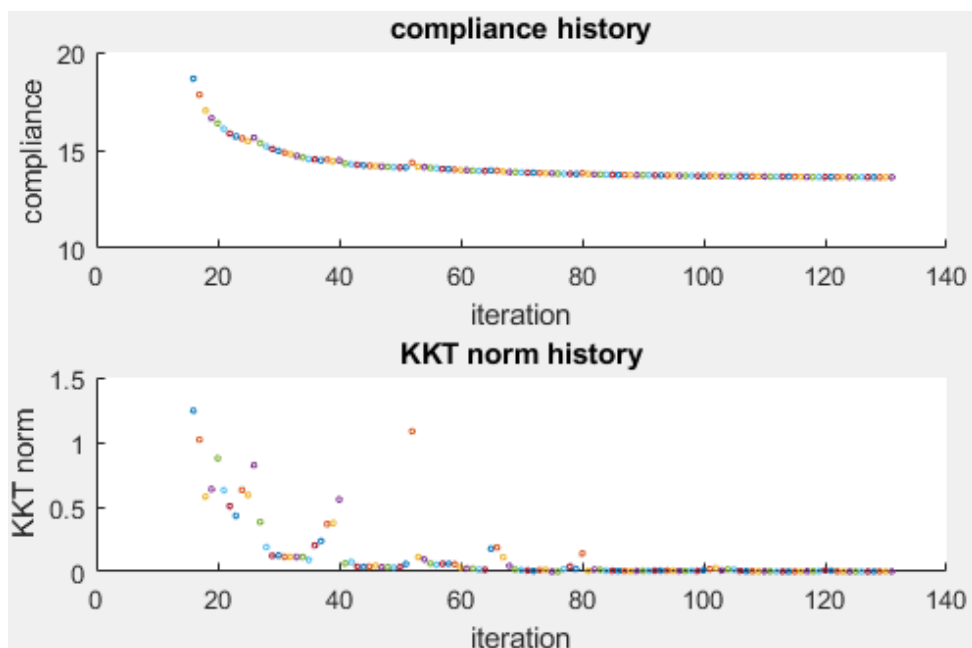 compliance history
20
15
10
compliance
0 20 40 60 80 100 120 140
iteration
KKT norm history
1.5
1
0.5
0
KKT norm
0 20 40 60 80 100 120 140
iteration